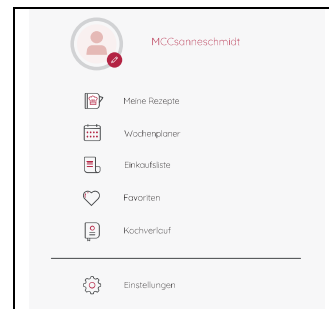 MCCsanneschmidt
Meine Rezepte
Wochenplaner
Einkaufsliste
Favoriten
Kochverlauf
Einstellungen